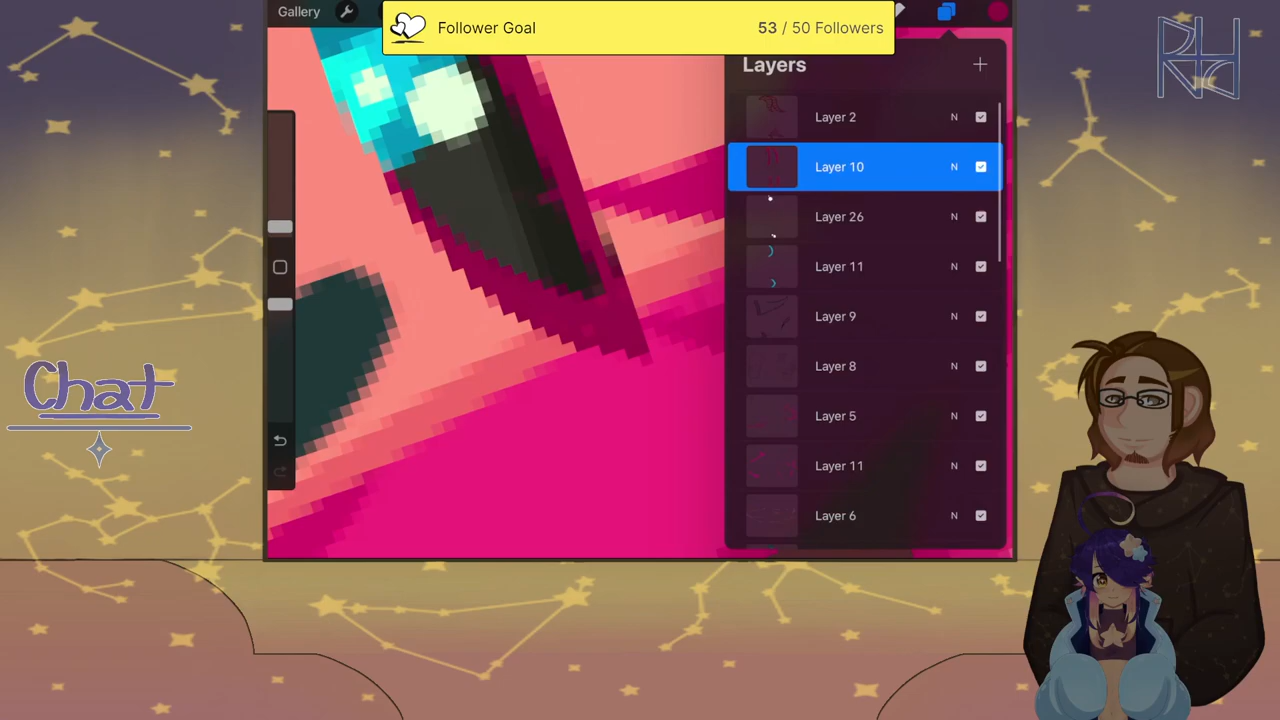 Gallery
Follower Goal
53 / 50 Followers
Layers
Layer 2 N
Layer 10 N
Layer 26 N
Layer 11 N
Layer 9 N
Layer 8 N
Layer 5 N
Layer 11 N
Layer 6 N
Chat